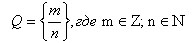 Q = {m/n}, где m ∈ Z; n ∈ N